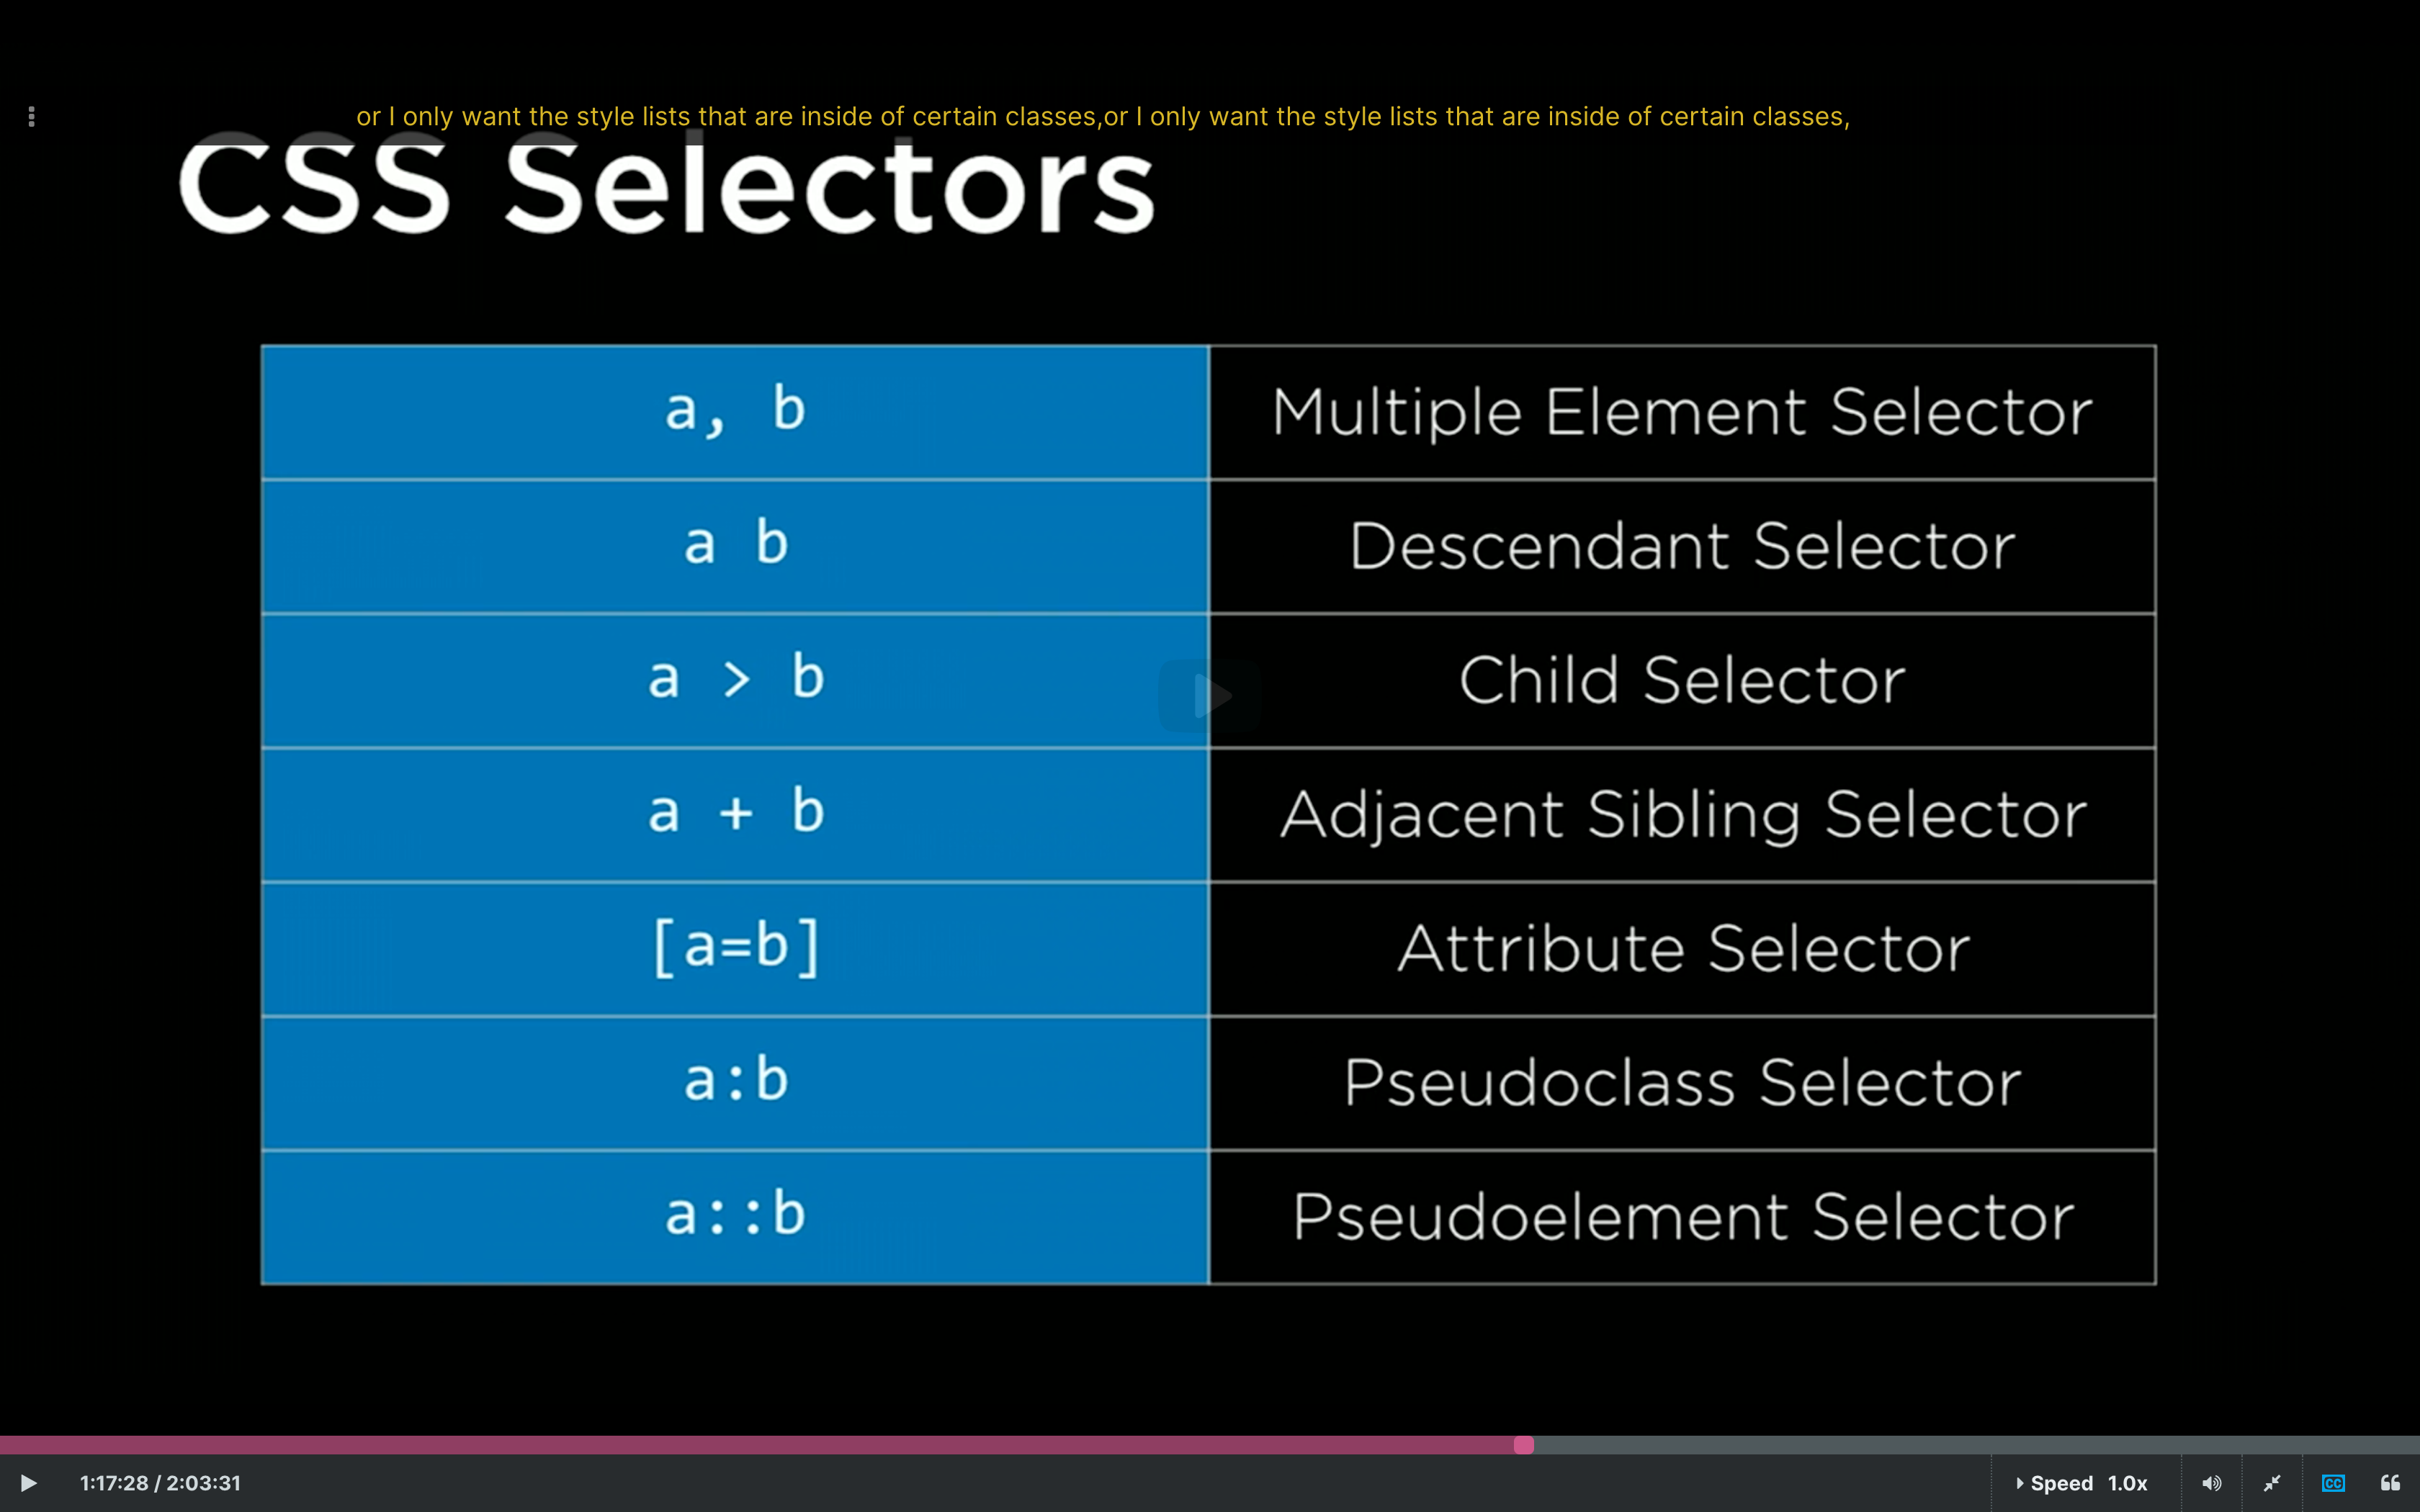 or I only want the style lists that are inside of certain classes,or I only want the style lists that are inside of certain classes,
CSS Selectors
a, b Multiple Element Selector
a b Descendant Selector
a > b Child Selector
a + b Adjacent Sibling Selector
[a=b] Attribute Selector
a:b Pseudoclass Selector
a::b Pseudoelement Selector
1:17:28 / 2:03:31 Speed 1.0x CC